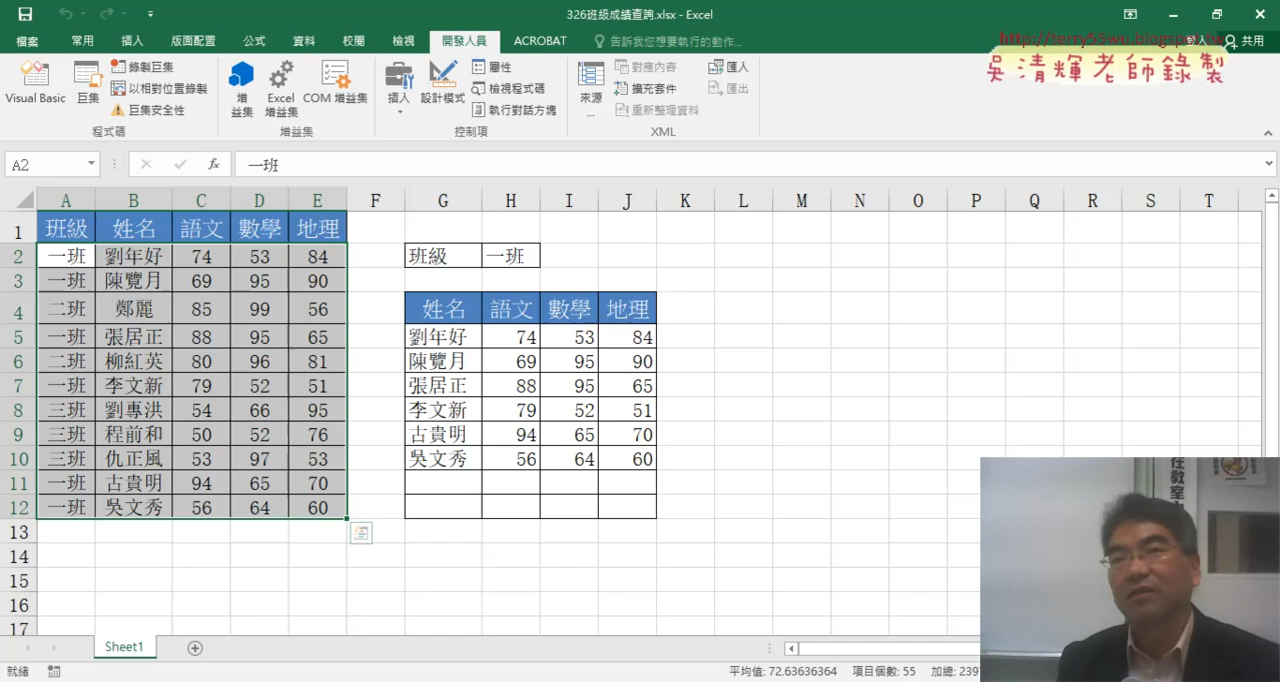 326班級成績查詢.xlsx - Excel
http://terry55wu.blogspot.tw
吳清輝老師錄製
檔案 常用 插入 版面配置 公式 資料 校閱 檢視 開發人員 ACROBAT 告訴我您想要執行的動作... 登入 共用
Visual Basic 巨集 錄製巨集 以相對位置錄製 巨集安全性 程式碼
增益集 Excel 增益集 COM 增益集 增益集
插入 設計模式 屬性 檢視程式碼 執行對話方塊 控制項
來源... 對應內容 擴充套件 重新整理資料 匯入 匯出 XML
A2 fx 一班
A B C D E F G H I J K L M N O P Q R S T
1 班級 姓名 語文 數學 地理
2 一班 劉年好 74 53 84 班級 一班
3 一班 陳覽月 69 95 90
4 二班 鄭麗 85 99 56 姓名 語文 數學 地理
5 一班 張居正 88 95 65 劉年好 74 53 84
6 二班 柳紅英 80 96 81 陳覽月 69 95 90
7 一班 李文新 79 52 51 張居正 88 95 65
8 三班 劉專洪 54 66 95 李文新 79 52 51
9 三班 程前和 50 52 76 古貴明 94 65 70
10 三班 仇正風 53 97 53 吳文秀 56 64 60
11 一班 古貴明 94 65 70
12 一班 吳文秀 56 64 60
13
14
15
16
17
在教室
Sheet1
就緒 平均值: 72.63636364 項目個數: 55 加總: 239